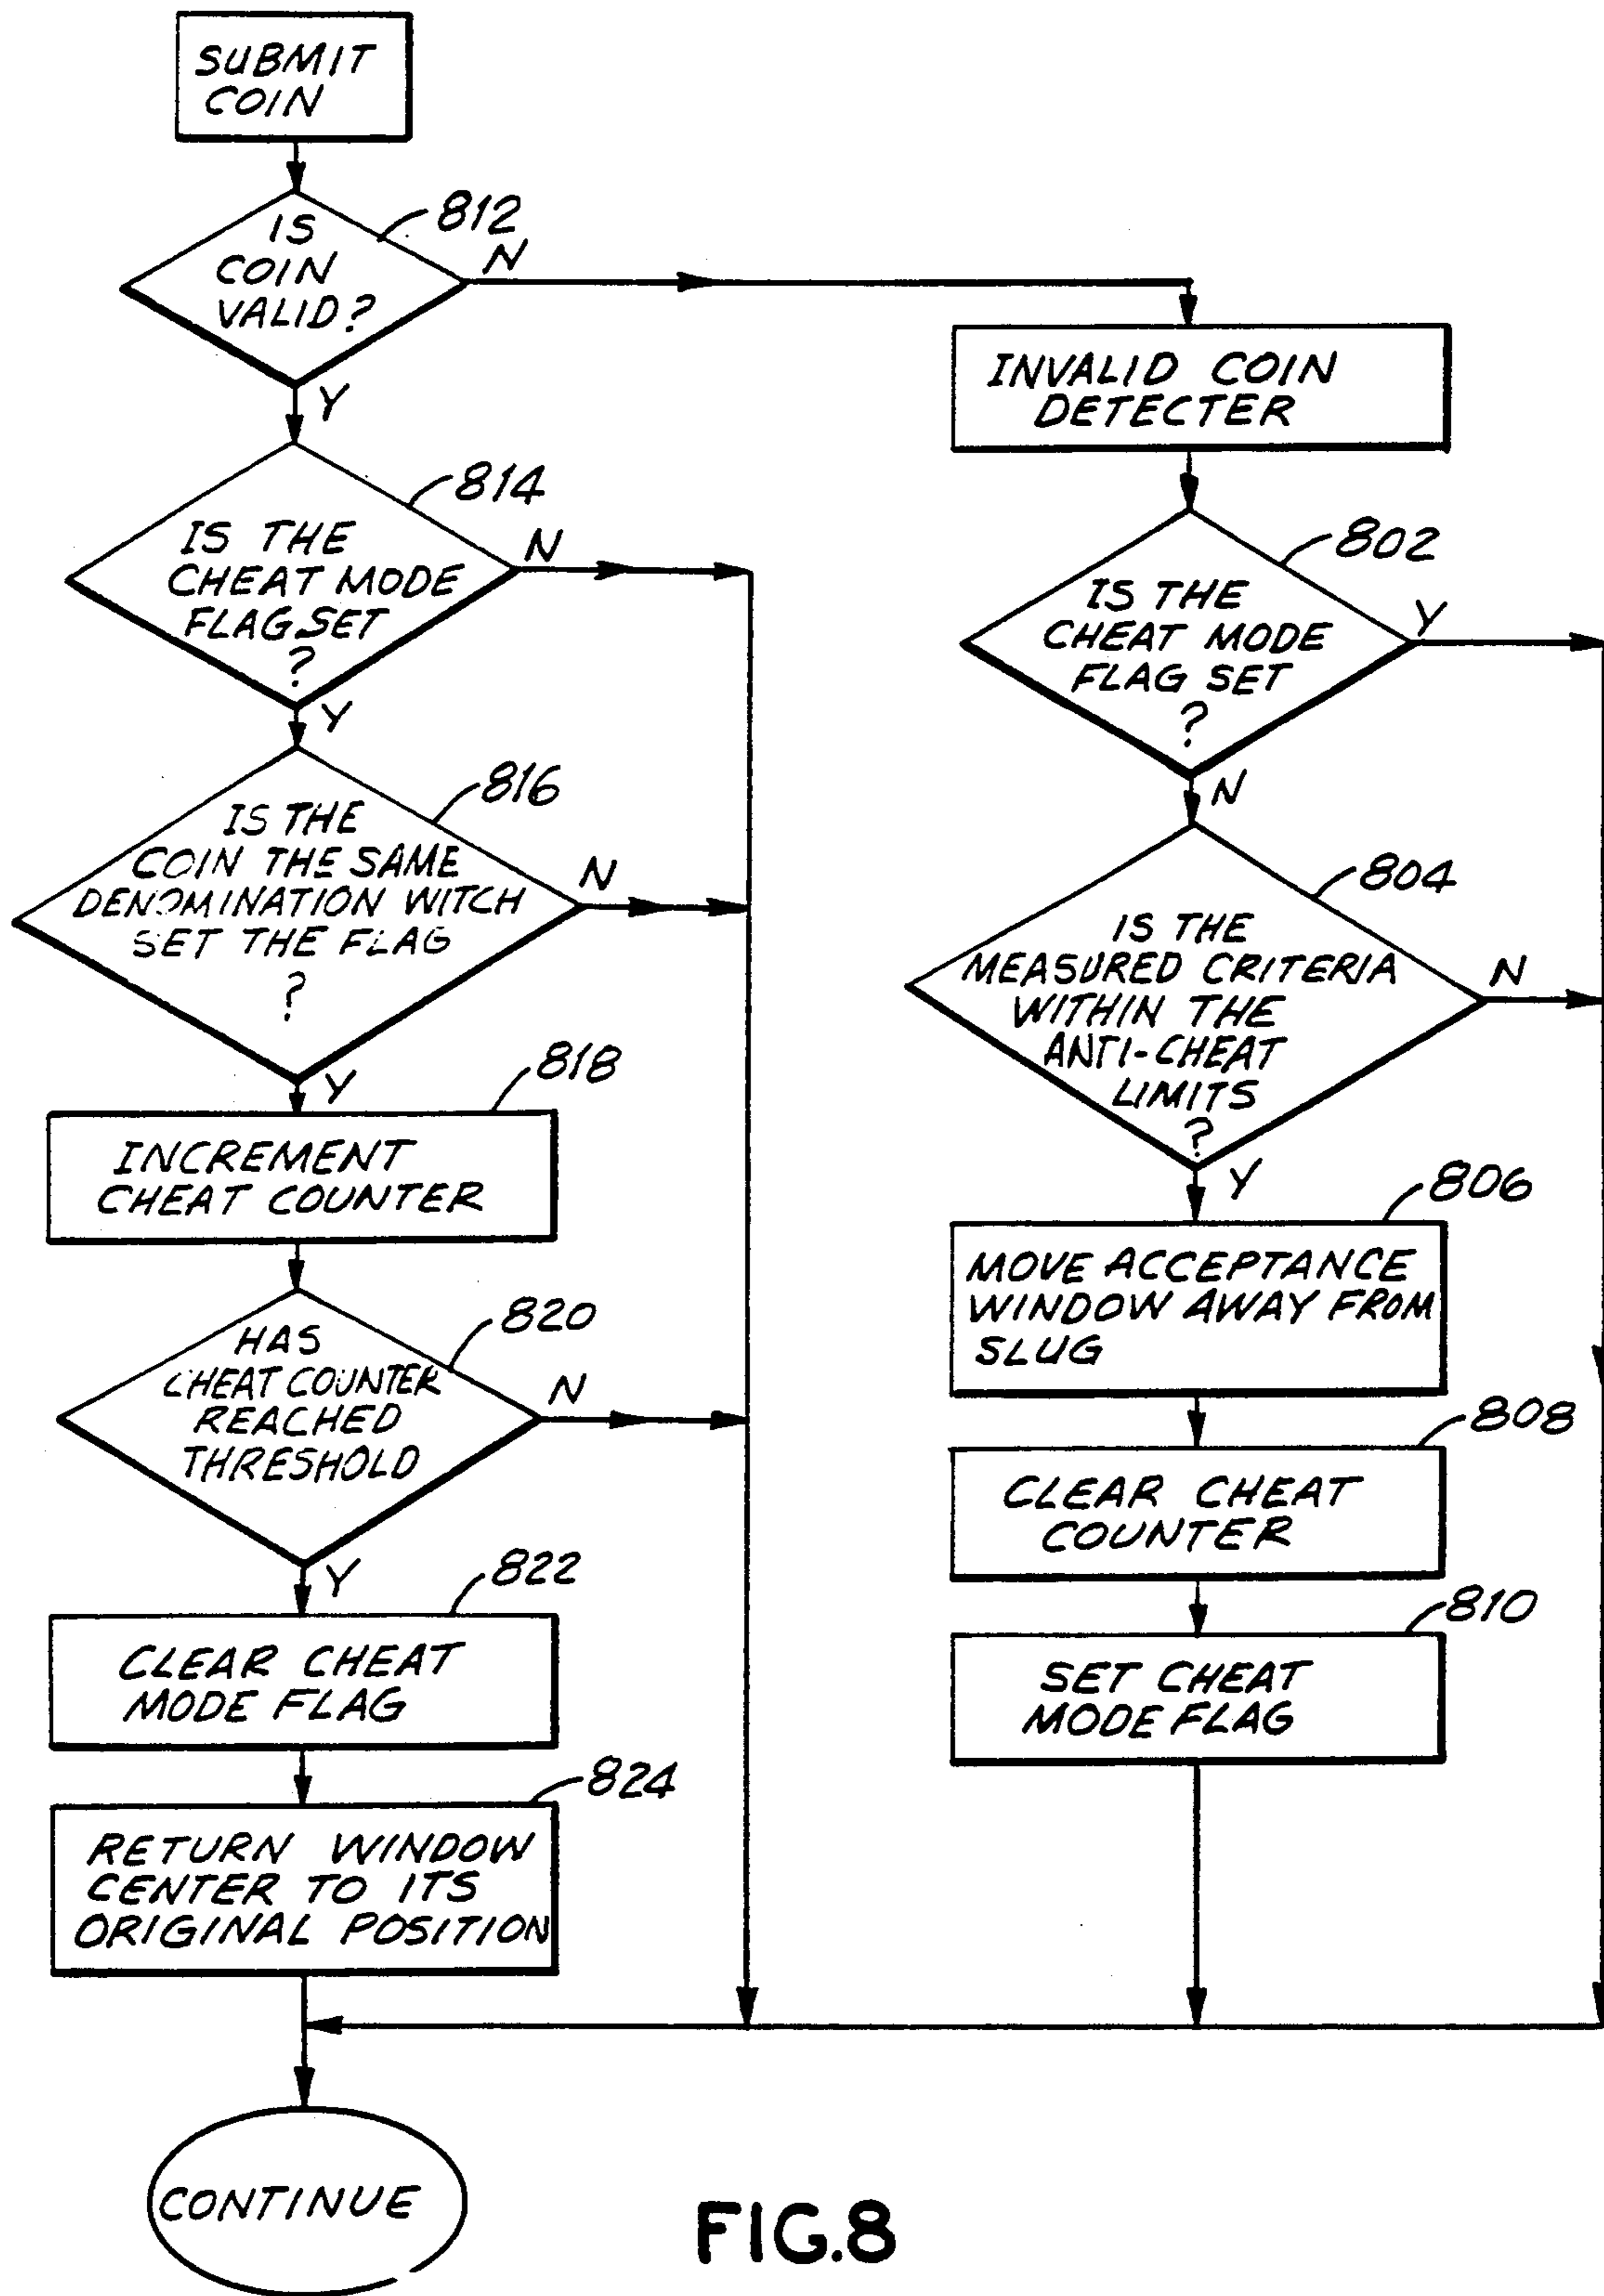 SUBMIT
COIN
812
IS
COIN
VALID?
N
Y
INVALID COIN
DETECTER
814
IS THE
CHEAT MODE
FLAG SET
?
N
Y
802
IS THE
CHEAT MODE
FLAG SET
?
Y
N
816
IS THE
COIN THE SAME
DENOMINATION WITCH
SET THE FLAG
?
N
Y
804
IS THE
MEASURED CRITERIA
WITHIN THE
ANTI-CHEAT
LIMITS
?
N
Y
818
INCREMENT
CHEAT COUNTER
806
MOVE ACCEPTANCE
WINDOW AWAY FROM
SLUG
820
HAS
CHEAT COUNTER
REACHED
THRESHOLD
N
Y
808
CLEAR CHEAT
COUNTER
822
CLEAR CHEAT
MODE FLAG
810
SET CHEAT
MODE FLAG
824
RETURN WINDOW
CENTER TO ITS
ORIGINAL POSITION
CONTINUE
FIG.8